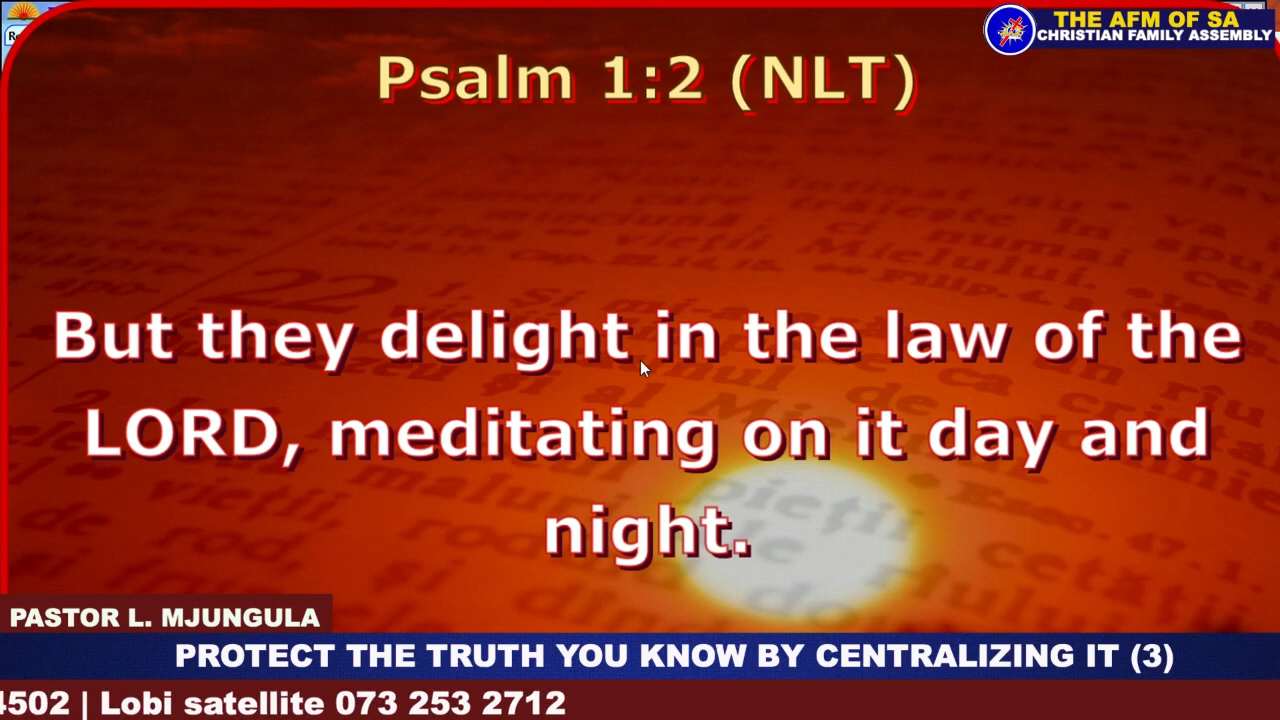 THE AFM OF SA
CHRISTIAN FAMILY ASSEMBLY
Psalm 1:2 (NLT)
But they delight in the law of the
LORD, meditating on it day and
night.
PASTOR L. MJUNGULA
PROTECT THE TRUTH YOU KNOW BY CENTRALIZING IT (3)
4502 | Lobi satellite 073 253 2712